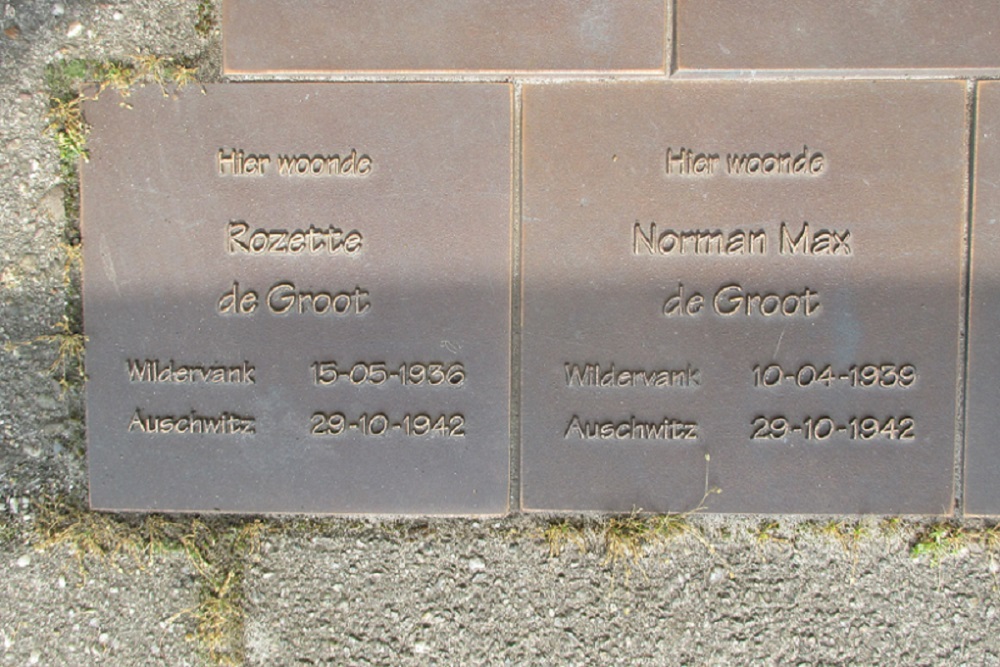 Hier woonde
Rozette
de Groot
Wildervank 15-05-1936
Auschwitz 29-10-1942
Hier woonde
Norman Max
de Groot
Wildervank 10-04-1939
Auschwitz 29-10-1942